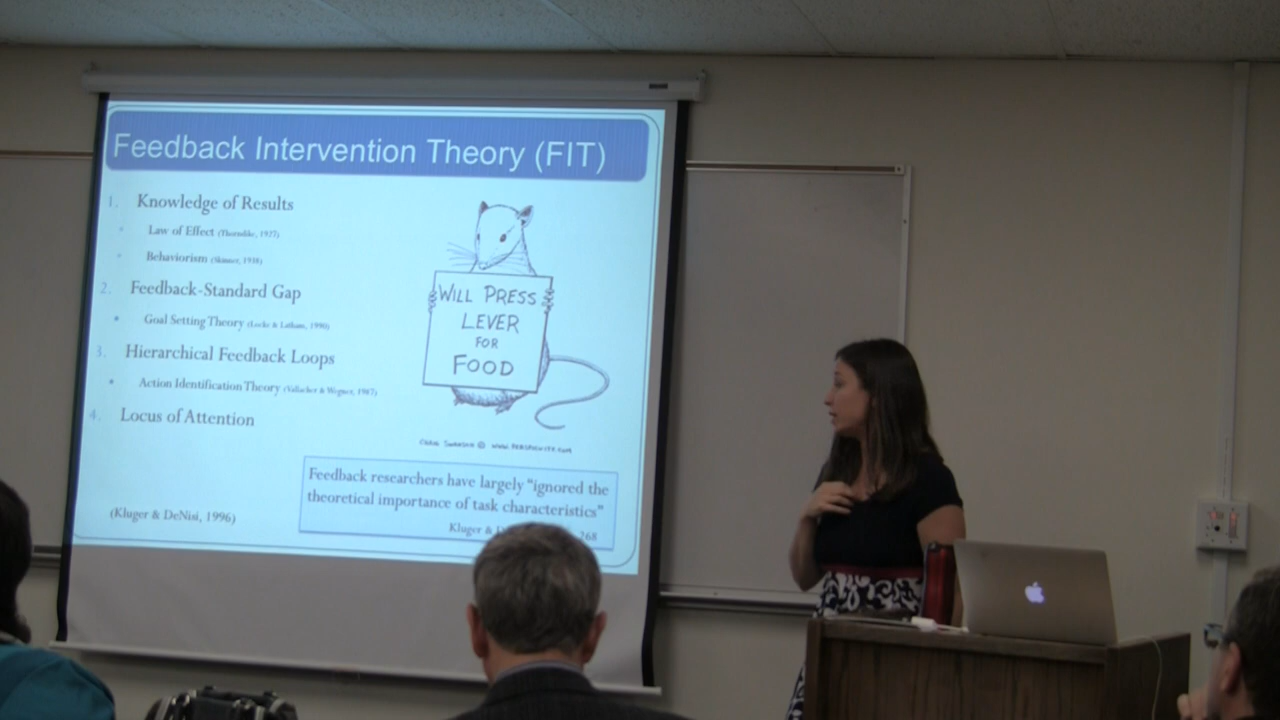 Feedback Intervention Theory (FIT)
1. Knowledge of Results
Law of Effect (Thorndike, 1927)
Behaviorism (Skinner, 1938)
2. Feedback-Standard Gap
Goal Setting Theory (Locke & Latham, 1990)
3. Hierarchical Feedback Loops
Action Identification Theory (Vallacher & Wegner, 1987)
4. Locus of Attention
WILL PRESS
LEVER
FOR
FOOD
©
Feedback researchers have largely "ignored the
theoretical importance of task characteristics"
Kluger & 268
(Kluger & DeNisi, 1996)